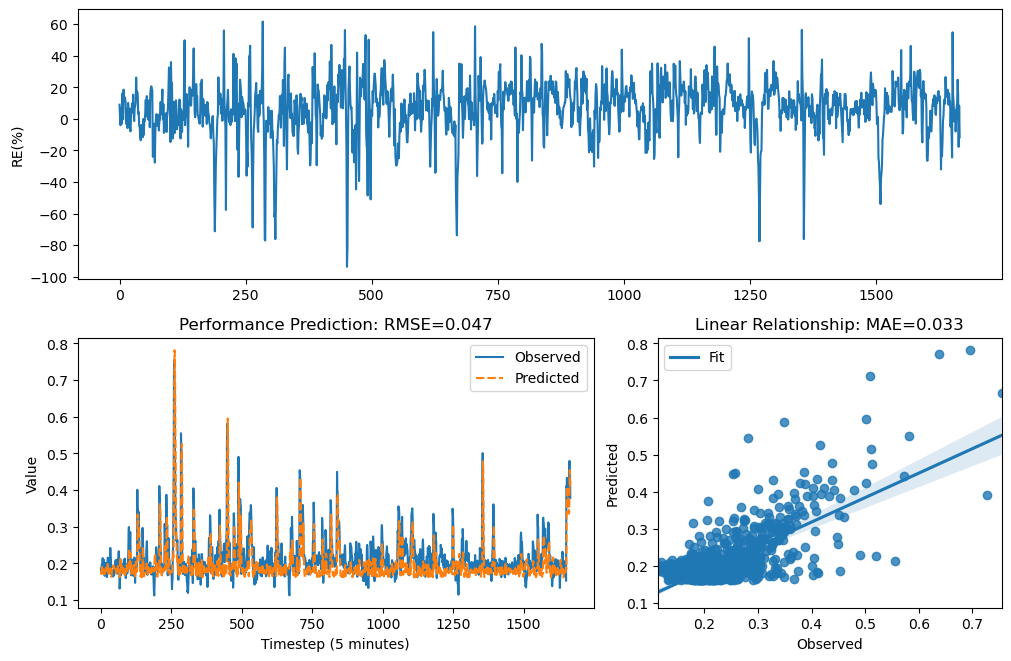 60
40
20
0
−20
−40
−60
−80
−100
RE(%)
0 250 500 750 1000 1250 1500
Performance Prediction: RMSE=0.047
0.8
0.7
0.6
0.5
0.4
0.3
0.2
0.1
Value
Observed
Predicted
0 250 500 750 1000 1250 1500
Timestep (5 minutes)
Linear Relationship: MAE=0.033
0.8
0.7
0.6
0.5
0.4
0.3
0.2
0.1
Predicted
Fit
0.2 0.3 0.4 0.5 0.6 0.7
Observed